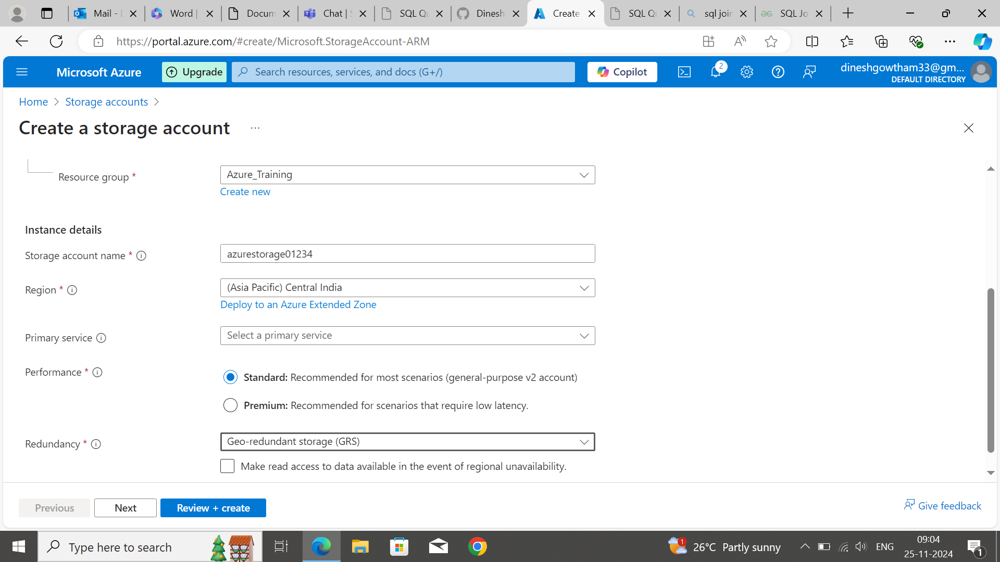 Mail -
Word |
Docum
Chat | S
SQL Qu
Dinesh
Create
SQL Qu
sql join
SQL Jo
https://portal.azure.com/#create/Microsoft.StorageAccount-ARM
Microsoft Azure
Upgrade
Search resources, services, and docs (G+/)
Copilot
2
dineshgowtham33@gm...
DEFAULT DIRECTORY
Home > Storage accounts >
Create a storage account ...
Resource group *
Azure_Training
Create new
Instance details
Storage account name *
azurestorage01234
Region *
(Asia Pacific) Central India
Deploy to an Azure Extended Zone
Primary service
Select a primary service
Performance *
Standard: Recommended for most scenarios (general-purpose v2 account)
Premium: Recommended for scenarios that require low latency.
Redundancy *
Geo-redundant storage (GRS)
Make read access to data available in the event of regional unavailability.
Previous
Next
Review + create
Give feedback
Type here to search
1
26°C Partly sunny
ENG
09:04
25-11-2024
1